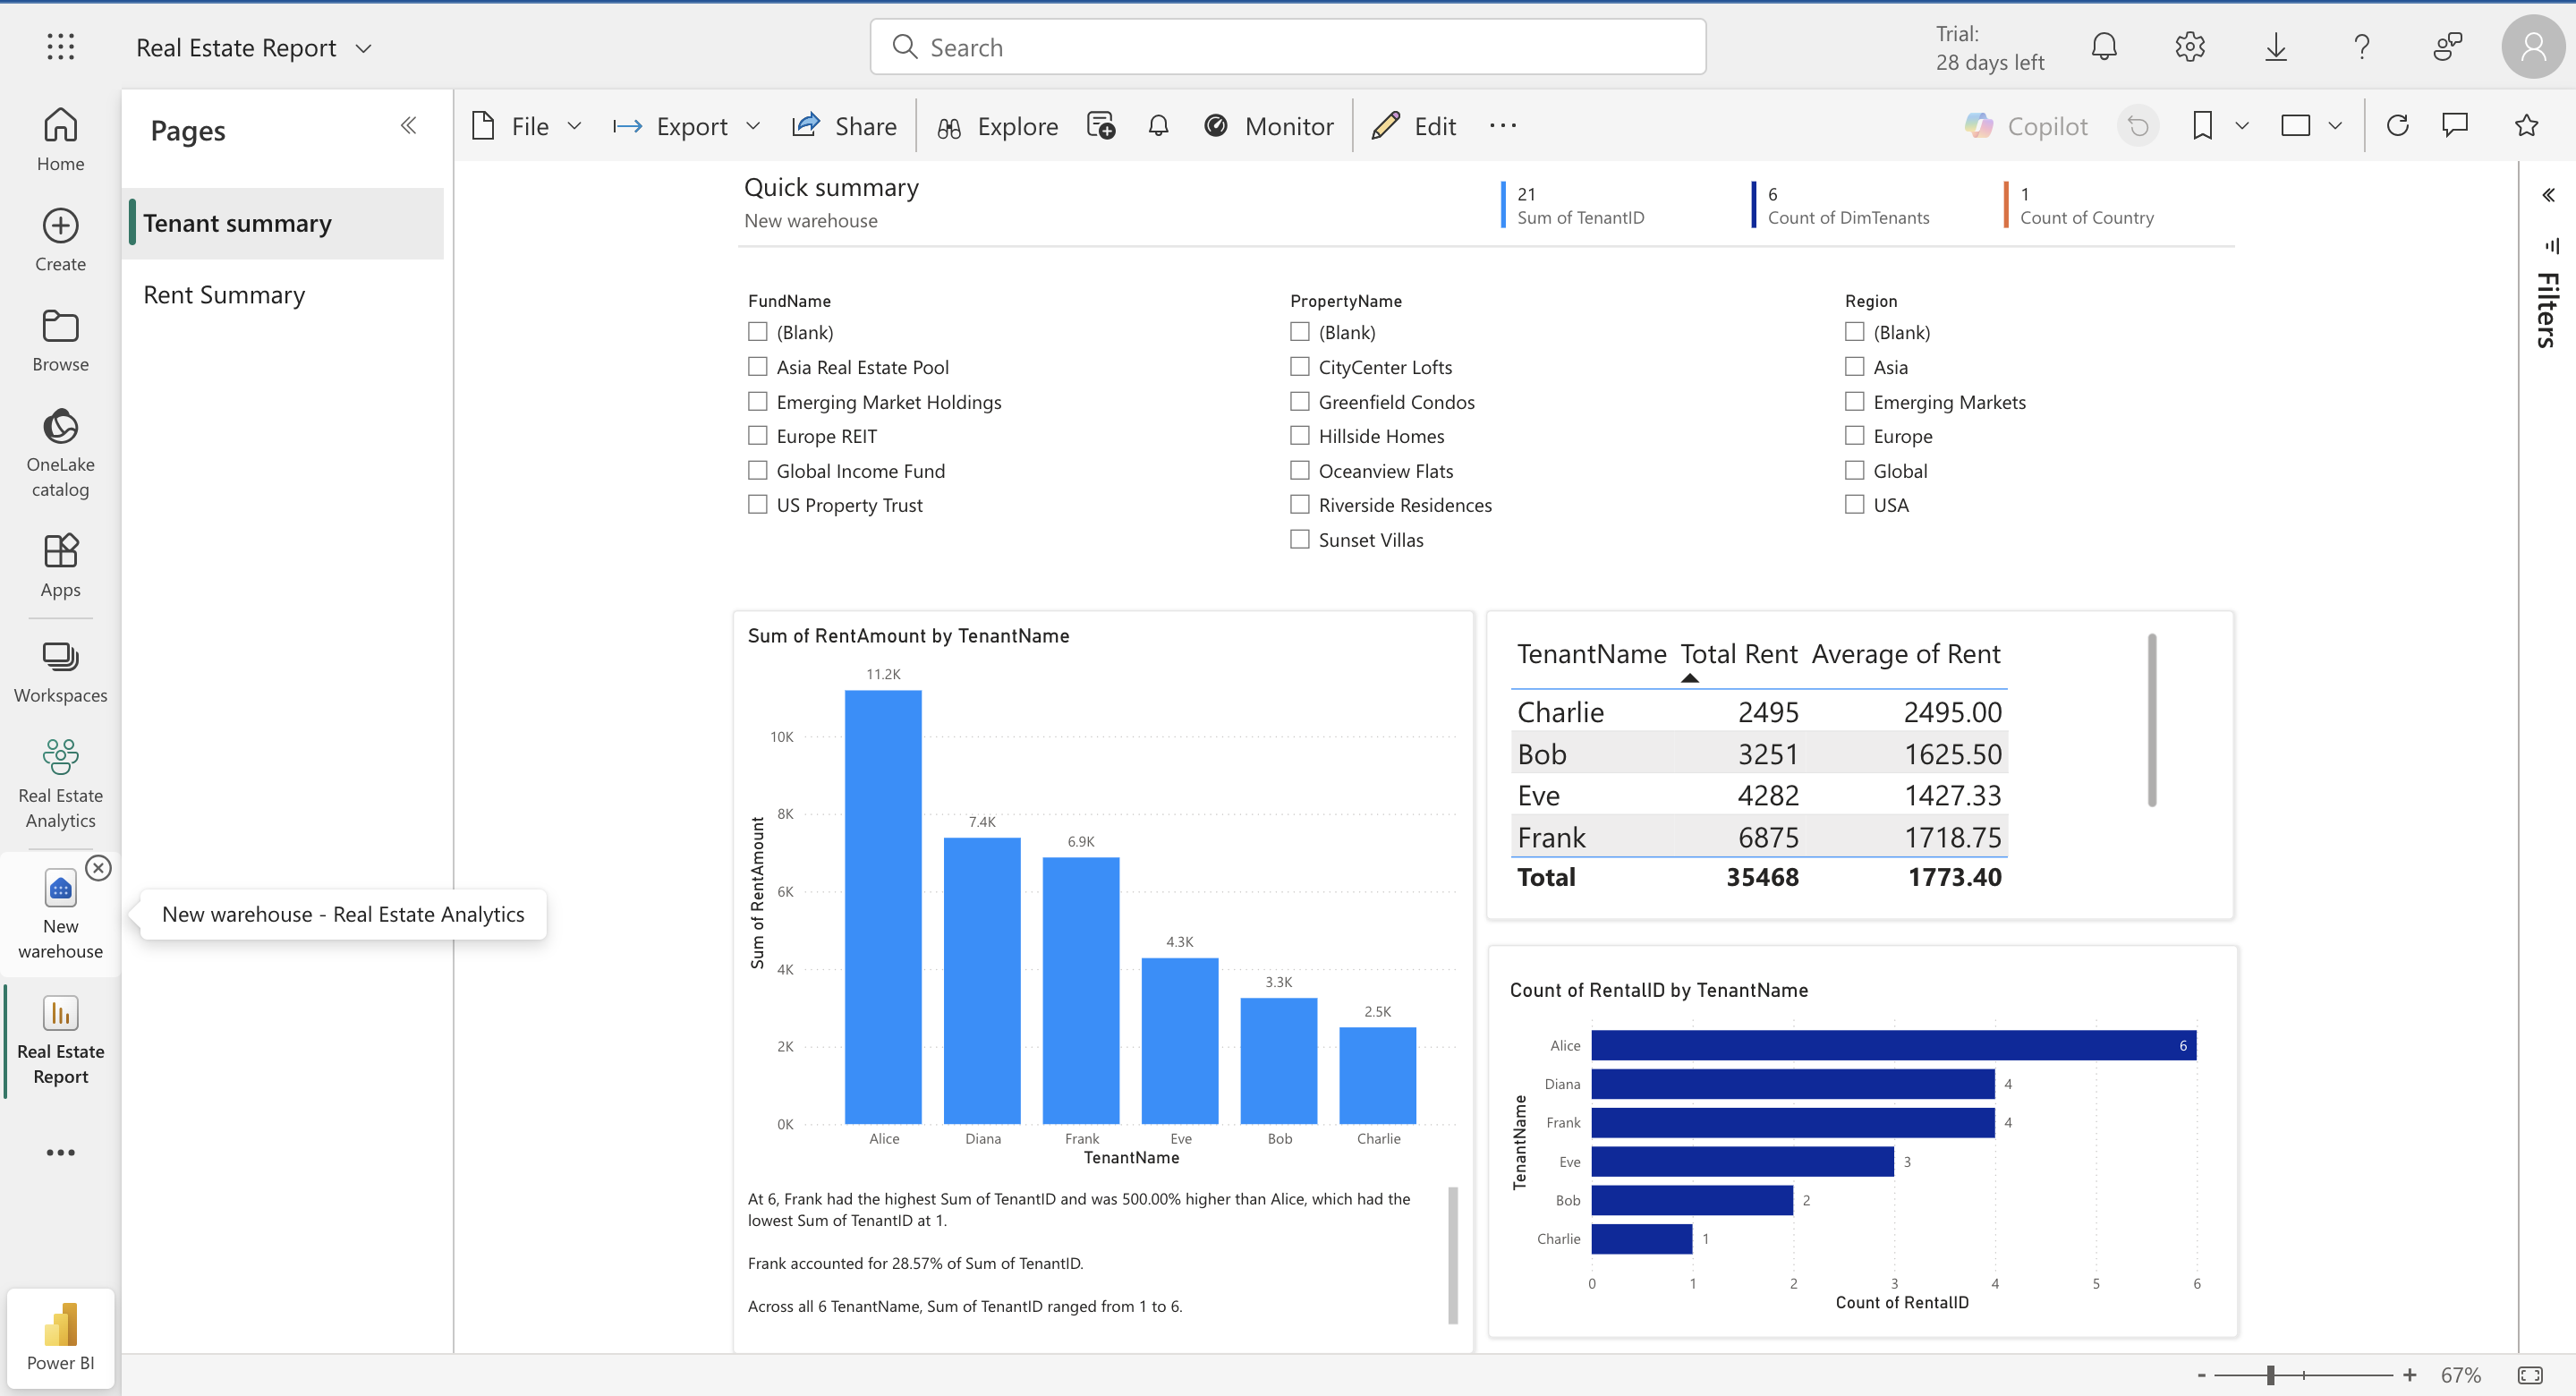 Real Estate Report
Search
Trial:
28 days left
Home
Create
Browse
OneLake
catalog
Apps
Workspaces
Real Estate
Analytics
New
warehouse
Real Estate
Report
Power BI
New warehouse - Real Estate Analytics
Pages
Tenant summary
Rent Summary
File
Export
Share
Explore
Monitor
Edit
Copilot
Quick summary
New warehouse
21
Sum of TenantID
6
Count of DimTenants
1
Count of Country
FundName
(Blank)
Asia Real Estate Pool
Emerging Market Holdings
Europe REIT
Global Income Fund
US Property Trust
PropertyName
(Blank)
CityCenter Lofts
Greenfield Condos
Hillside Homes
Oceanview Flats
Riverside Residences
Sunset Villas
Region
(Blank)
Asia
Emerging Markets
Europe
Global
USA
Filters
Sum of RentAmount by TenantName
Sum of RentAmount
10K
8K
6K
4K
2K
0K
11.2K
7.4K
6.9K
4.3K
3.3K
2.5K
Alice Diana Frank Eve Bob Charlie
TenantName
At 6, Frank had the highest Sum of TenantID and was 500.00% higher than Alice, which had the
lowest Sum of TenantID at 1.
Frank accounted for 28.57% of Sum of TenantID.
Across all 6 TenantName, Sum of TenantID ranged from 1 to 6.
TenantName Total Rent Average of Rent
Charlie 2495 2495.00
Bob 3251 1625.50
Eve 4282 1427.33
Frank 6875 1718.75
Total 35468 1773.40
Count of RentalID by TenantName
TenantName
Alice 6
Diana 4
Frank 4
Eve 3
Bob 2
Charlie 1
0 1 2 3 4 5 6
Count of RentalID
- + 67%